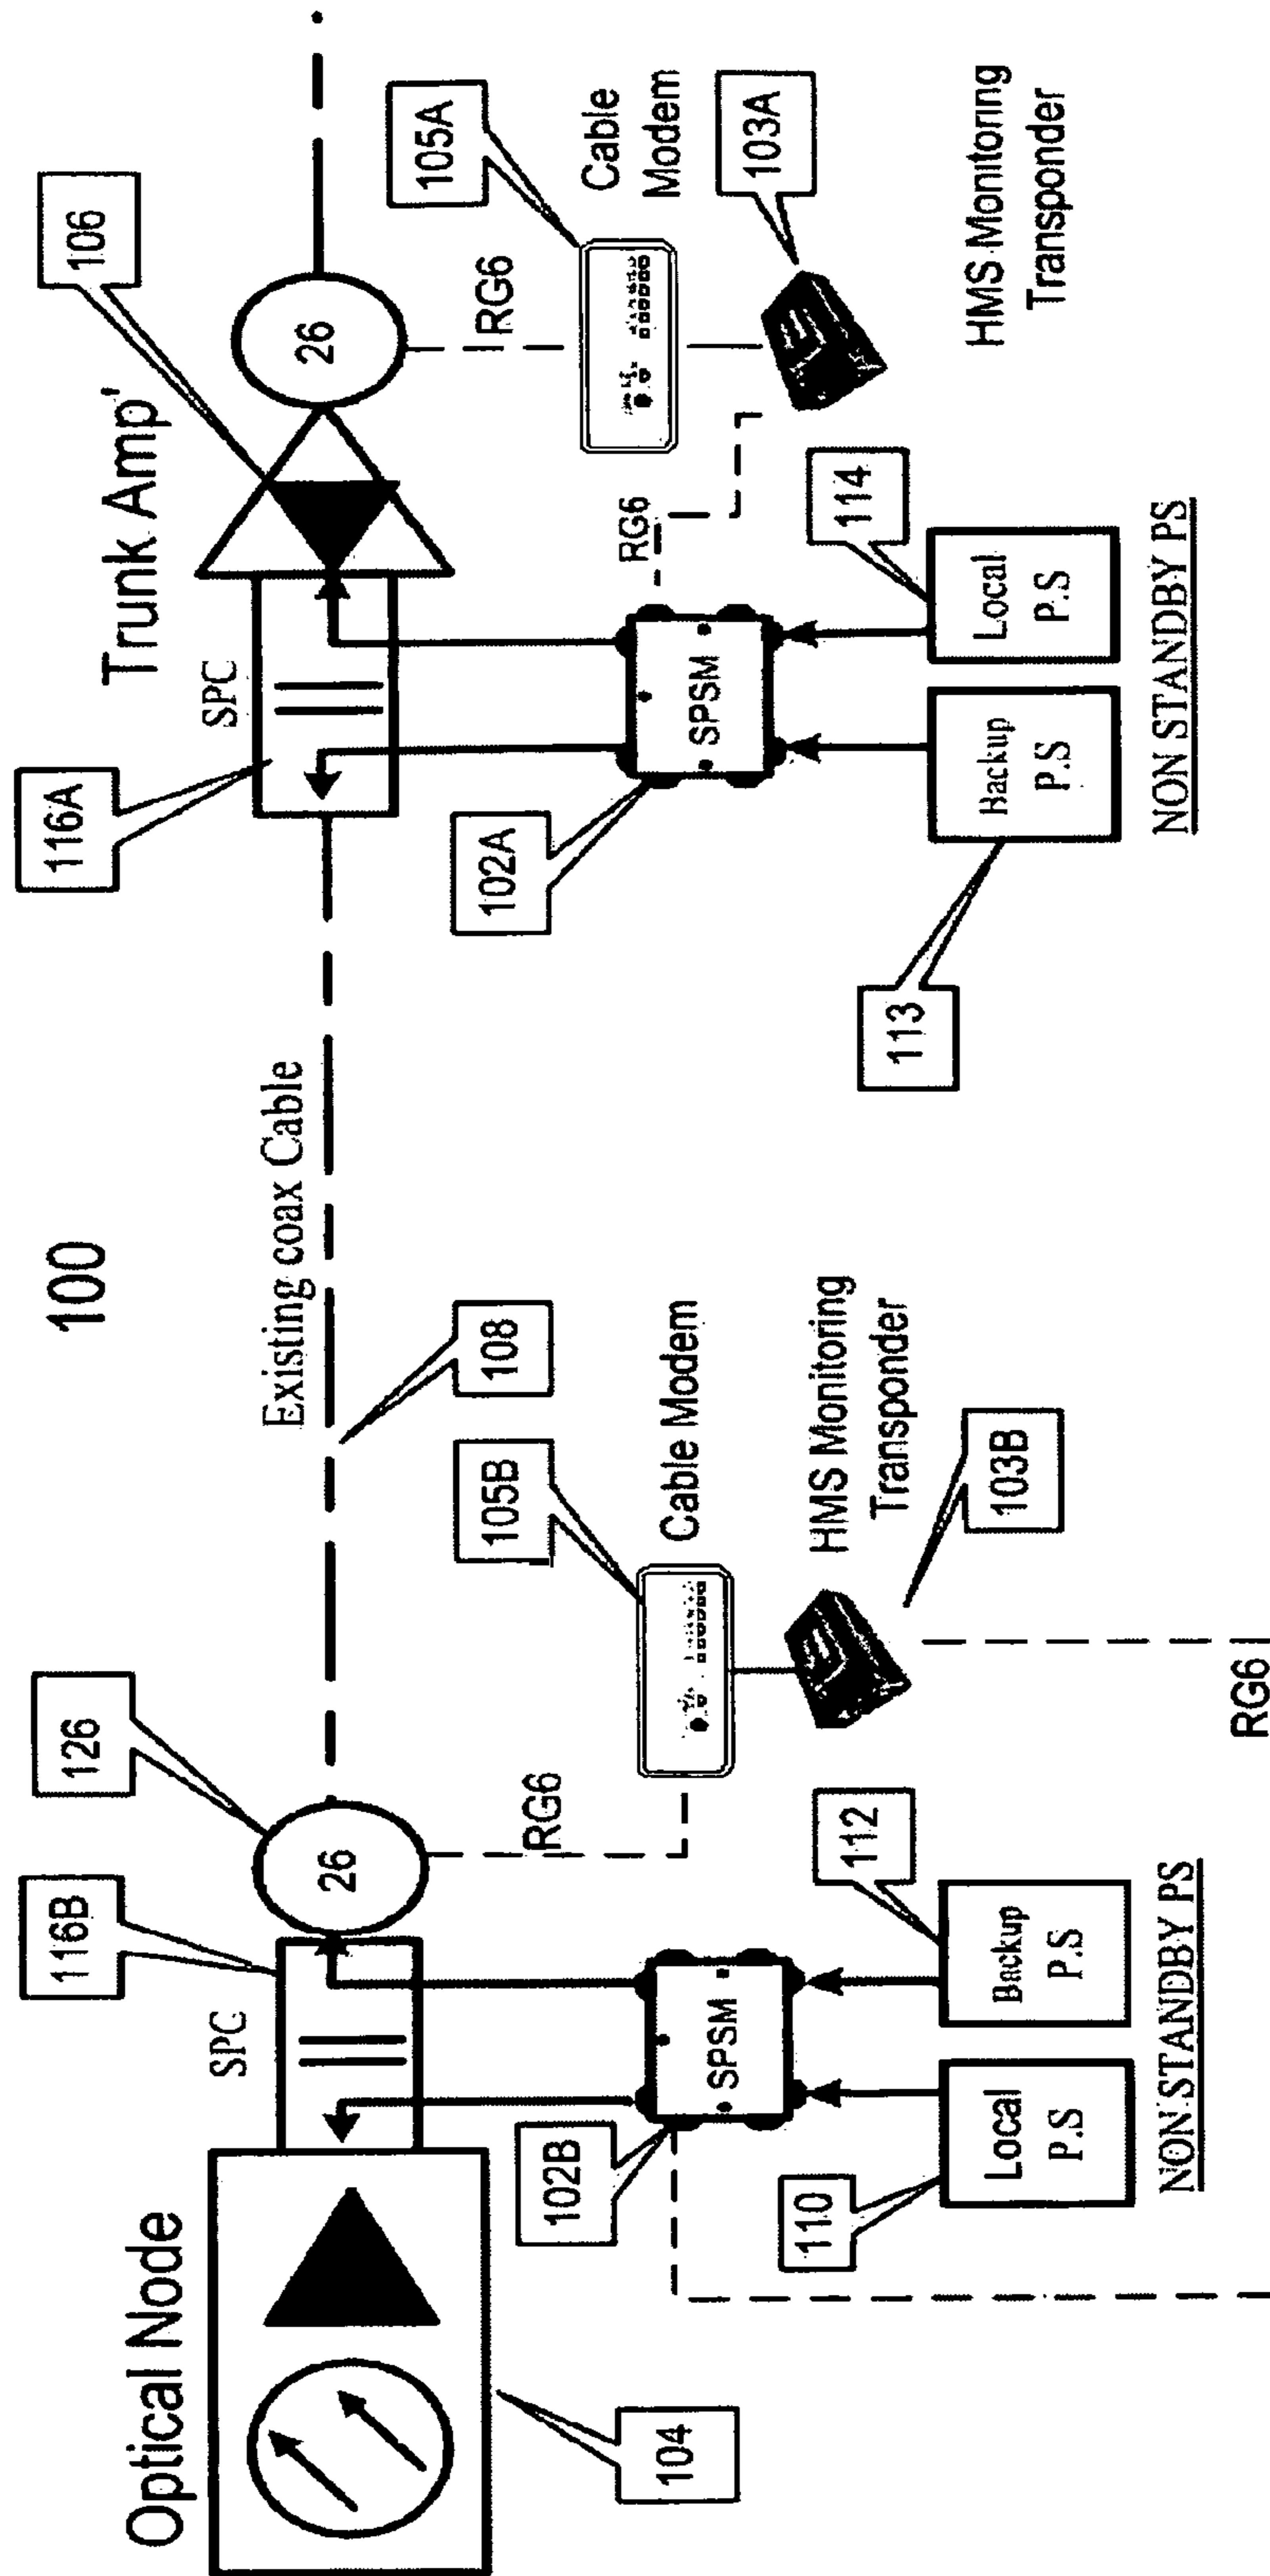 100
Optical Node
SPC
116B
126
26
Existing coax Cable
108
116A
SPC
Trunk Amp'
106
26
104
102B
SPSM
RG6
105B
Cable Modem
HMS Monitoring
Transponder
103B
RG6
110
Local
P.S
112
Backup
P.S
NON STANDBY PS
102A
SPSM
RG6
RG6
105A
Cable
Modem
103A
HMS Monitoring
Transponder
113
Backup
P.S
114
Local
P.S
NON STANDBY PS